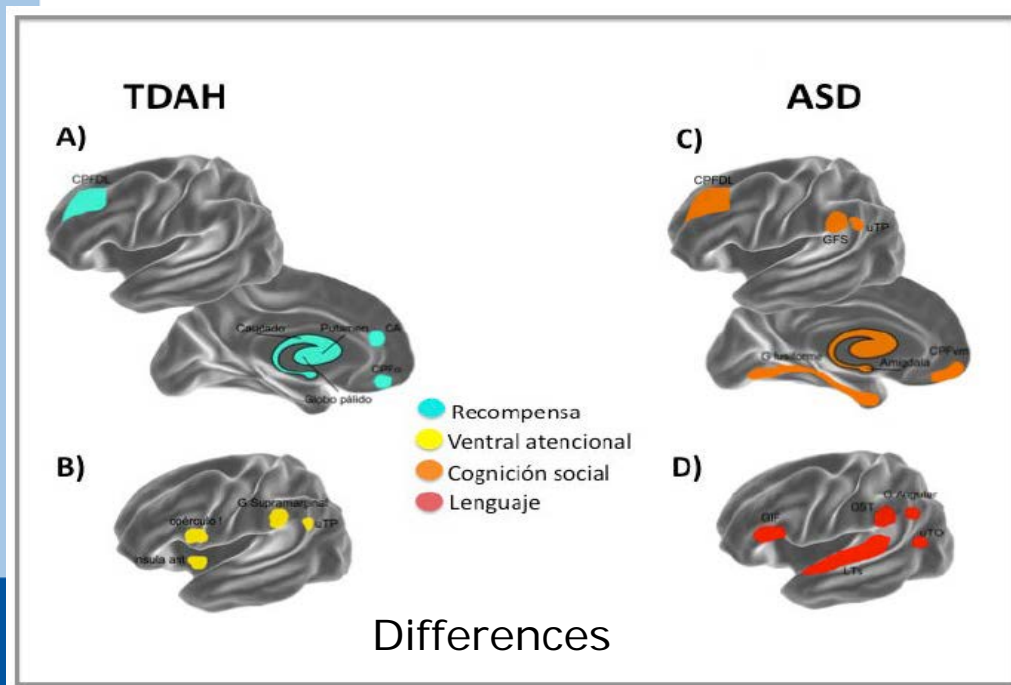 TDAH
ASD
A)
CPFDL
Caudado
Putamen
CA
CPFo
Globo pálido
C)
CPFDL
GFS
uTP
G fusiforme
Amígdala
CPFvm
Recompensa
Ventral atencional
Cognición social
Lenguaje
B)
G Supramarginal
uTP
opérculo f
nsula ant
D)
GIF
GST
G Angular
uTO
LTs
Differences